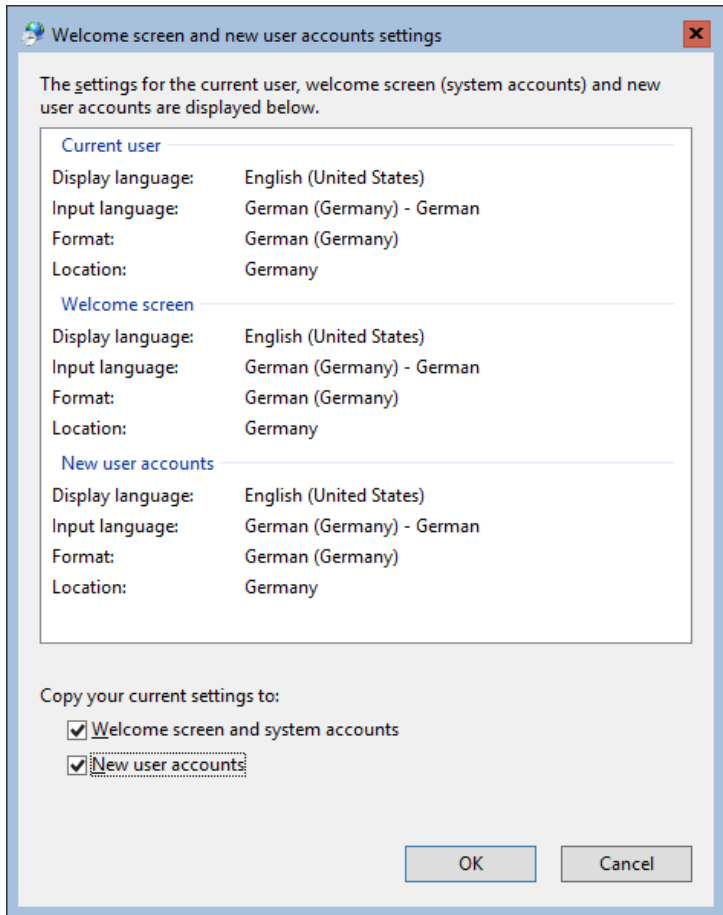 Welcome screen and new user accounts settings
The settings for the current user, welcome screen (system accounts) and new
user accounts are displayed below.
Current user
Display language: English (United States)
Input language: German (Germany) - German
Format: German (Germany)
Location: Germany
Welcome screen
Display language: English (United States)
Input language: German (Germany) - German
Format: German (Germany)
Location: Germany
New user accounts
Display language: English (United States)
Input language: German (Germany) - German
Format: German (Germany)
Location: Germany
Copy your current settings to:
Welcome screen and system accounts
New user accounts
OK Cancel